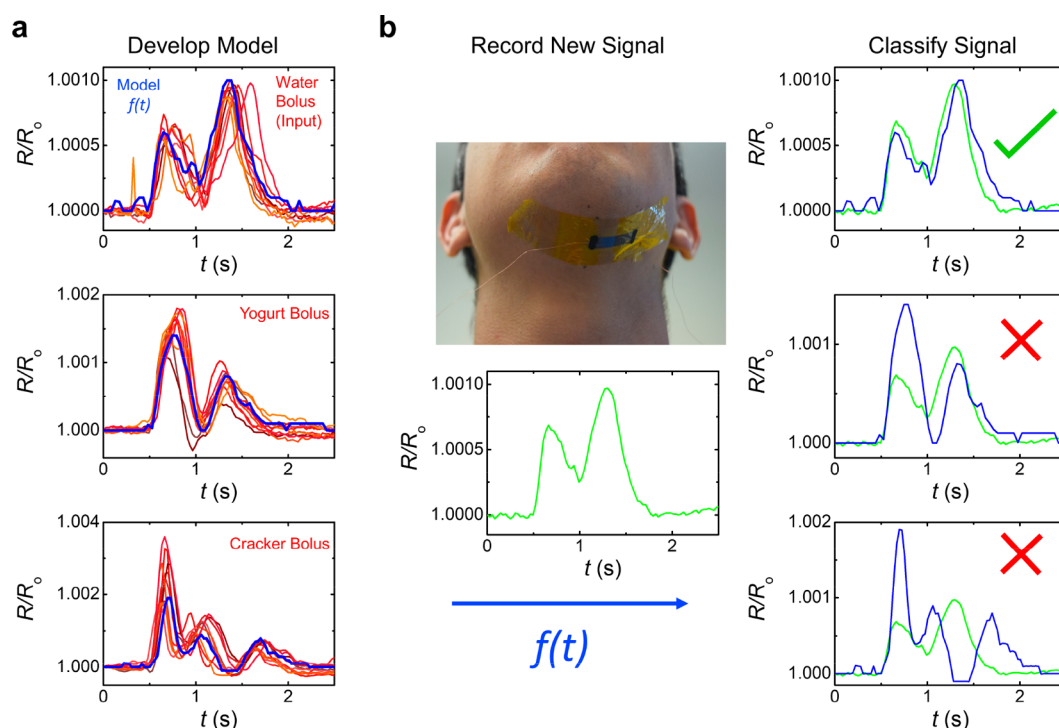 a
Develop Model
Model
f(t)
Water
Bolus
(Input)
1.0010
1.0005
1.0000
R/Ro
0 1 2
t (s)
Yogurt Bolus
1.002
1.001
1.000
R/Ro
0 1 2
t (s)
Cracker Bolus
1.004
1.002
1.000
R/Ro
0 1 2
t (s)
b
Record New Signal
1.0010
1.0005
1.0000
R/Ro
0 1 2
t (s)
f(t)
Classify Signal
1.0010
1.0005
1.0000
R/Ro
0 1 2
t (s)
1.001
1.000
R/Ro
0 1 2
t (s)
1.002
1.001
1.000
R/Ro
0 1 2
t (s)